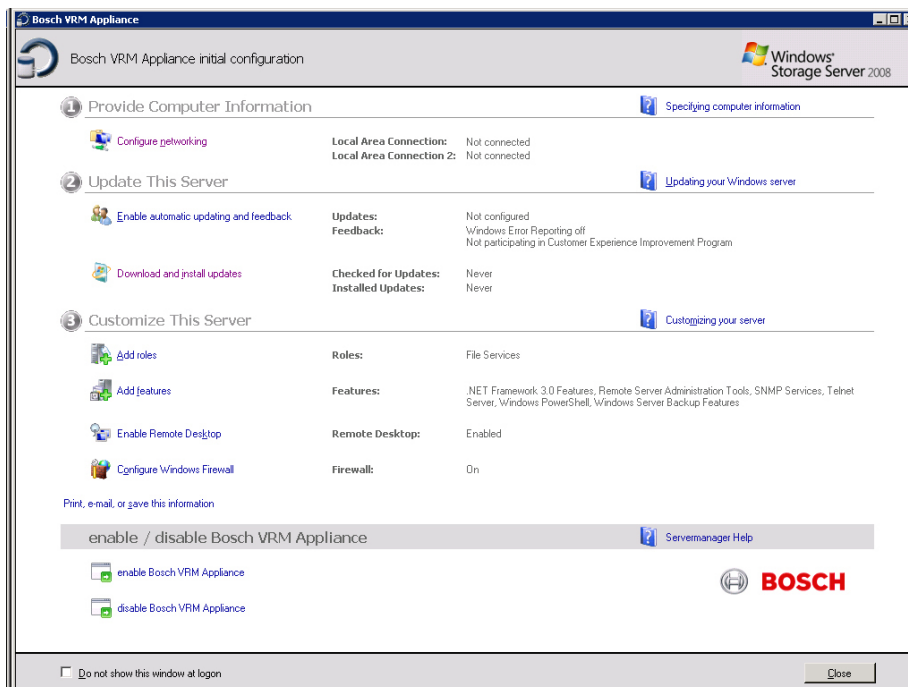 Bosch VRM Appliance
Bosch VRM Appliance initial configuration
Windows®
Storage Server 2008
1 Provide Computer Information
Specifying computer information
Configure networking
Local Area Connection: Not connected
Local Area Connection 2: Not connected
2 Update This Server
Updating your Windows server
Enable automatic updating and feedback
Updates: Not configured
Feedback: Windows Error Reporting off
Not participating in Customer Experience Improvement Program
Download and install updates
Checked for Updates: Never
Installed Updates: Never
3 Customize This Server
Customizing your server
Add roles
Roles: File Services
Add features
Features: .NET Framework 3.0 Features, Remote Server Administration Tools, SNMP Services, Telnet
Server, Windows PowerShell, Windows Server Backup Features
Enable Remote Desktop
Remote Desktop: Enabled
Configure Windows Firewall
Firewall: On
Print, e-mail, or save this information
enable / disable Bosch VRM Appliance
Servermanager Help
enable Bosch VRM Appliance
BOSCH
disable Bosch VRM Appliance
Do not show this window at logon
Close